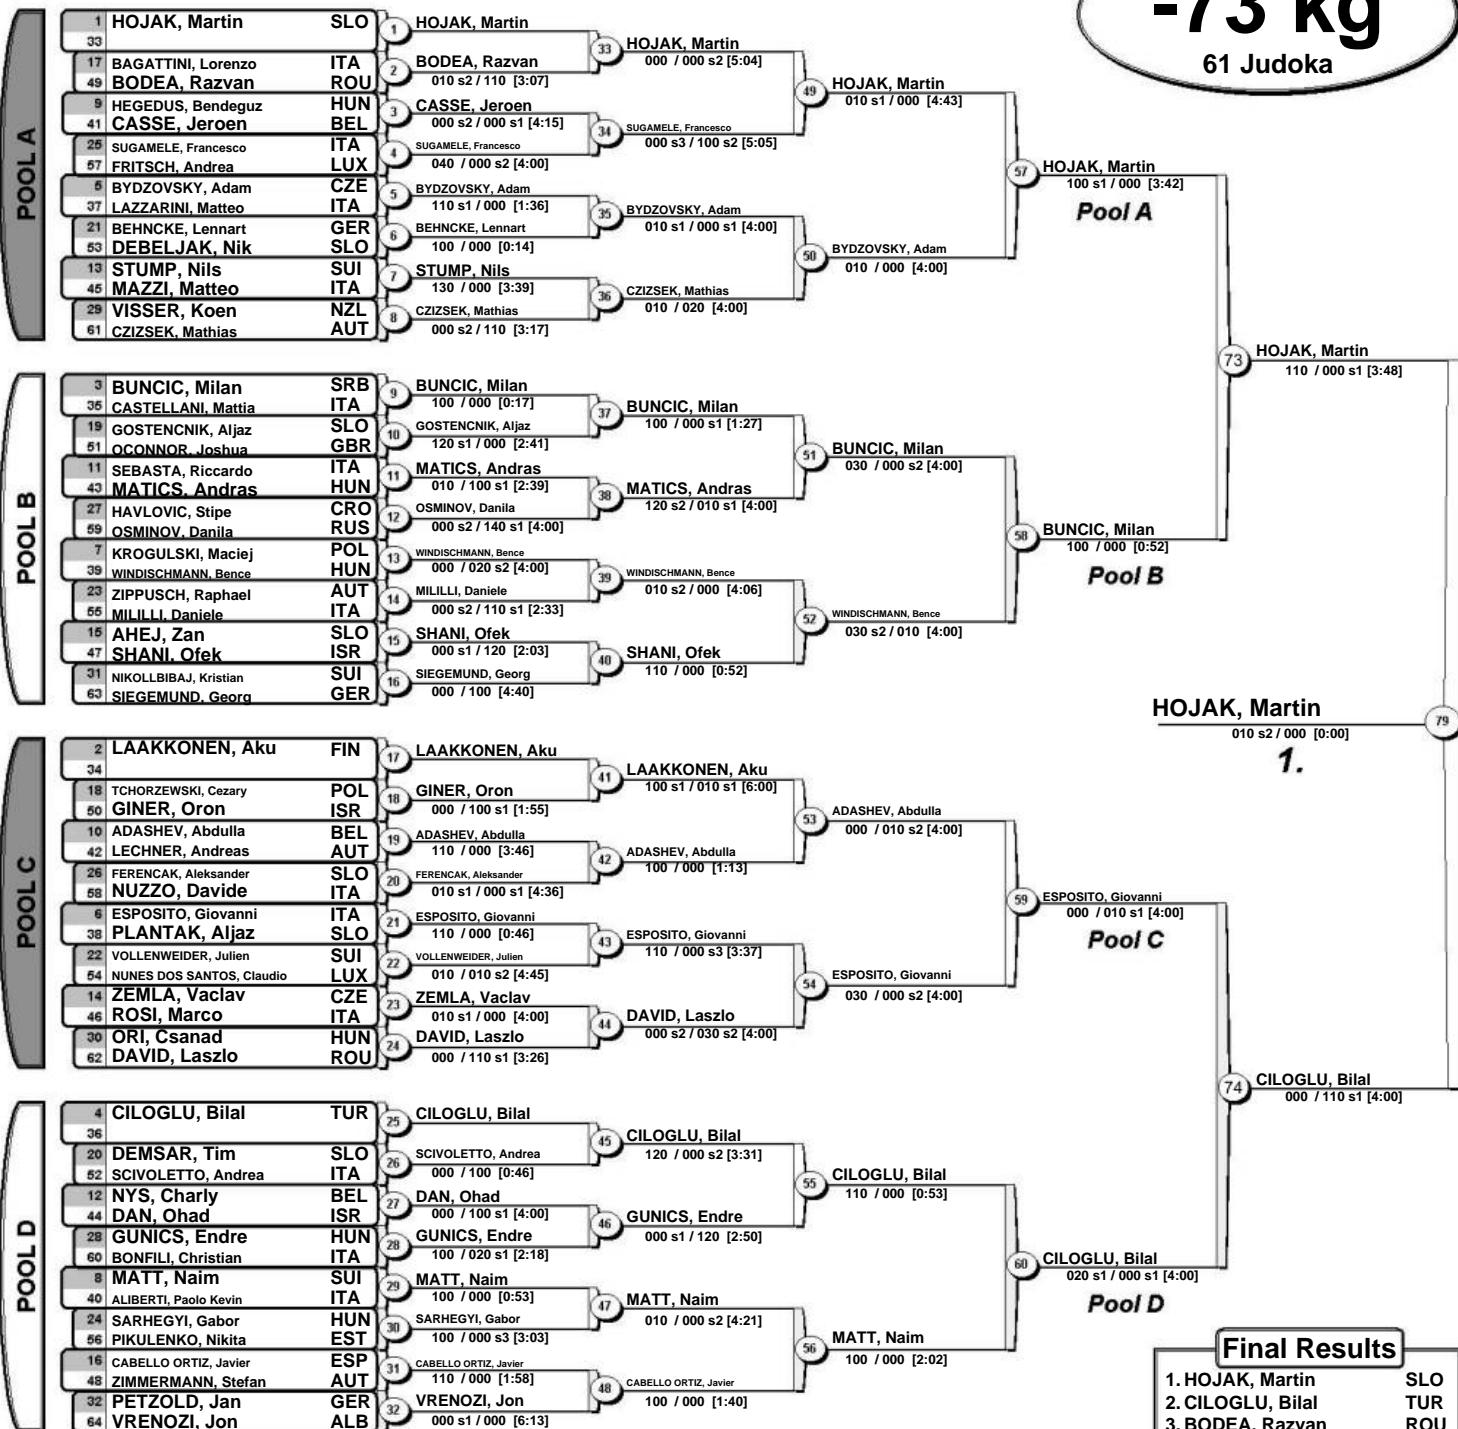 -73 kg
61 Judoka
POOL A
1 HOJAK, Martin SLO
33
17 BAGATTINI, Lorenzo ITA
49 BODEA, Razvan ROU
9 HEGEDUS, Bendeguz HUN
41 CASSE, Jeroen BEL
25 SUGAMELE, Francesco ITA
57 FRITSCH, Andrea LUX
5 BYDZOVSKY, Adam CZE
37 LAZZARINI, Matteo ITA
21 BEHNCKE, Lennart GER
53 DEBELJAK, Nik SLO
13 STUMP, Nils SUI
45 MAZZI, Matteo ITA
29 VISSER, Koen NZL
61 CZIZSEK, Mathias AUT
1 HOJAK, Martin
2 BODEA, Razvan
010 s2 / 110 [3:07]
3 CASSE, Jeroen
000 s2 / 000 s1 [4:15]
4 SUGAMELE, Francesco
040 / 000 s2 [4:00]
5 BYDZOVSKY, Adam
110 s1 / 000 [1:36]
6 BEHNCKE, Lennart
100 / 000 [0:14]
7 STUMP, Nils
130 / 000 [3:39]
8 CZIZSEK, Mathias
000 s2 / 110 [3:17]
33 HOJAK, Martin
000 / 000 s2 [5:04]
34 SUGAMELE, Francesco
000 s3 / 100 s2 [5:05]
35 BYDZOVSKY, Adam
010 s1 / 000 s1 [4:00]
36 CZIZSEK, Mathias
010 / 020 [4:00]
49 HOJAK, Martin
010 s1 / 000 [4:43]
50 BYDZOVSKY, Adam
010 / 000 [4:00]
57 HOJAK, Martin
100 s1 / 000 [3:42]
Pool A
POOL B
3 BUNCIC, Milan SRB
35 CASTELLANI, Mattia ITA
19 GOSTENCNIK, Aljaz SLO
51 OCONNOR, Joshua GBR
11 SEBASTA, Riccardo ITA
43 MATICS, Andras HUN
27 HAVLOVIC, Stipe CRO
59 OSMINOV, Danila RUS
7 KROGULSKI, Maciej POL
39 WINDISCHMANN, Bence HUN
23 ZIPPUSCH, Raphael AUT
55 MILILLI, Daniele ITA
15 AHEJ, Zan SLO
47 SHANI, Ofek ISR
31 NIKOLLBIBAJ, Kristian SUI
63 SIEGEMUND, Georg GER
9 BUNCIC, Milan
100 / 000 [0:17]
10 GOSTENCNIK, Aljaz
120 s1 / 000 [2:41]
11 MATICS, Andras
010 / 100 s1 [2:39]
12 OSMINOV, Danila
000 s2 / 140 s1 [4:00]
13 WINDISCHMANN, Bence
000 / 020 s2 [4:00]
14 MILILLI, Daniele
000 s2 / 110 s1 [2:33]
15 SHANI, Ofek
000 s1 / 120 [2:03]
16 SIEGEMUND, Georg
000 / 100 [4:40]
37 BUNCIC, Milan
100 / 000 s1 [1:27]
38 MATICS, Andras
120 s2 / 010 s1 [4:00]
39 WINDISCHMANN, Bence
010 s2 / 000 [4:06]
40 SHANI, Ofek
110 / 000 [0:52]
51 BUNCIC, Milan
030 / 000 s2 [4:00]
52 WINDISCHMANN, Bence
030 s2 / 010 [4:00]
58 BUNCIC, Milan
100 / 000 [0:52]
Pool B
73 HOJAK, Martin
110 / 000 s1 [3:48]
HOJAK, Martin 79
010 s2 / 000 [0:00]
1.
POOL C
2 LAAKKONEN, Aku FIN
34
18 TCHORZEWSKI, Cezary POL
50 GINER, Oron ISR
10 ADASHEV, Abdulla BEL
42 LECHNER, Andreas AUT
26 FERENCAK, Aleksander SLO
58 NUZZO, Davide ITA
6 ESPOSITO, Giovanni ITA
38 PLANTAK, Aljaz SLO
22 VOLLENWEIDER, Julien SUI
54 NUNES DOS SANTOS, Claudio LUX
14 ZEMLA, Vaclav CZE
46 ROSI, Marco ITA
30 ORI, Csanad HUN
62 DAVID, Laszlo ROU
17 LAAKKONEN, Aku
18 GINER, Oron
000 / 100 s1 [1:55]
19 ADASHEV, Abdulla
110 / 000 [3:46]
20 FERENCAK, Aleksander
010 s1 / 000 s1 [4:36]
21 ESPOSITO, Giovanni
110 / 000 [0:46]
22 VOLLENWEIDER, Julien
010 / 010 s2 [4:45]
23 ZEMLA, Vaclav
010 s1 / 000 [4:00]
24 DAVID, Laszlo
000 / 110 s1 [3:26]
41 LAAKKONEN, Aku
100 s1 / 010 s1 [6:00]
42 ADASHEV, Abdulla
100 / 000 [1:13]
43 ESPOSITO, Giovanni
110 / 000 s3 [3:37]
44 DAVID, Laszlo
000 s2 / 030 s2 [4:00]
53 ADASHEV, Abdulla
000 / 010 s2 [4:00]
54 ESPOSITO, Giovanni
030 / 000 s2 [4:00]
59 ESPOSITO, Giovanni
000 / 010 s1 [4:00]
Pool C
POOL D
4 CILOGLU, Bilal TUR
36
20 DEMSAR, Tim SLO
52 SCIVOLETTO, Andrea ITA
12 NYS, Charly BEL
44 DAN, Ohad ISR
28 GUNICS, Endre HUN
60 BONFILI, Christian ITA
8 MATT, Naim SUI
40 ALIBERTI, Paolo Kevin ITA
24 SARHEGYI, Gabor HUN
56 PIKULENKO, Nikita EST
16 CABELLO ORTIZ, Javier ESP
48 ZIMMERMANN, Stefan AUT
32 PETZOLD, Jan GER
64 VRENOZI, Jon ALB
25 CILOGLU, Bilal
26 SCIVOLETTO, Andrea
000 / 100 [0:46]
27 DAN, Ohad
000 / 100 s1 [4:00]
28 GUNICS, Endre
100 / 020 s1 [2:18]
29 MATT, Naim
100 / 000 [0:53]
30 SARHEGYI, Gabor
100 / 000 s3 [3:03]
31 CABELLO ORTIZ, Javier
110 / 000 [1:58]
32 VRENOZI, Jon
000 s1 / 000 [6:13]
45 CILOGLU, Bilal
120 / 000 s2 [3:31]
46 GUNICS, Endre
000 s1 / 120 [2:50]
47 MATT, Naim
010 / 000 s2 [4:21]
48 CABELLO ORTIZ, Javier
100 / 000 [1:40]
55 CILOGLU, Bilal
110 / 000 [0:53]
56 MATT, Naim
100 / 000 [2:02]
60 CILOGLU, Bilal
020 s1 / 000 s1 [4:00]
Pool D
74 CILOGLU, Bilal
000 / 110 s1 [4:00]
Final Results
1. HOJAK, Martin SLO
2. CILOGLU, Bilal TUR
3. BODEA, Razvan ROU